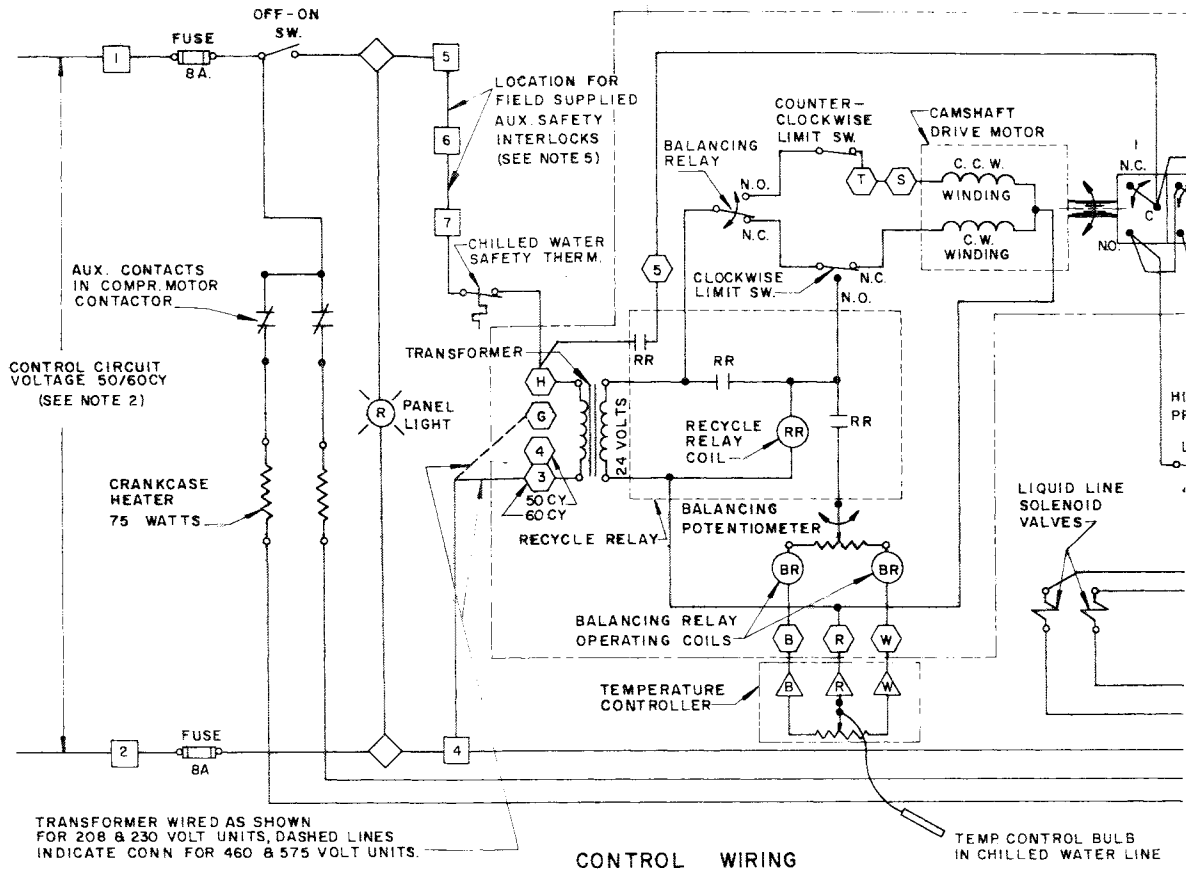 OFF-ON
SW.
FUSE
8A.
1
5
LOCATION FOR
FIELD SUPPLIED
AUX. SAFETY
INTERLOCKS
(SEE NOTE 5)
6
7
COUNTER-
CLOCKWISE
LIMIT SW.
CAMSHAFT
DRIVE MOTOR
BALANCING
RELAY
N.O.
N.C.
T
S
C. C. W.
WINDING
C.W.
WINDING
1
N.C.
C
N.O.
5
CLOCKWISE
LIMIT SW.
N.C.
N.O.
CHILLED WATER
SAFETY THERM.
AUX. CONTACTS
IN COMPR. MOTOR
CONTACTOR
CONTROL CIRCUIT
VOLTAGE 50/60CY
(SEE NOTE 2)
TRANSFORMER
RR
H
G
4
3
50 CY
60 CY
24 VOLTS
RR
RR
RECYCLE
RELAY
COIL
RR
R
PANEL
LIGHT
CRANKCASE
HEATER
75 WATTS
RECYCLE RELAY
BALANCING
POTENTIOMETER
LIQUID LINE
SOLENOID
VALVES
BR
BR
BALANCING RELAY
OPERATING COILS
B
R
W
TEMPERATURE
CONTROLLER
B
R
W
2
FUSE
8A
4
TRANSFORMER WIRED AS SHOWN
FOR 208 & 230 VOLT UNITS, DASHED LINES
INDICATE CONN FOR 460 & 575 VOLT UNITS.
TEMP. CONTROL BULB
IN CHILLED WATER LINE
CONTROL WIRING